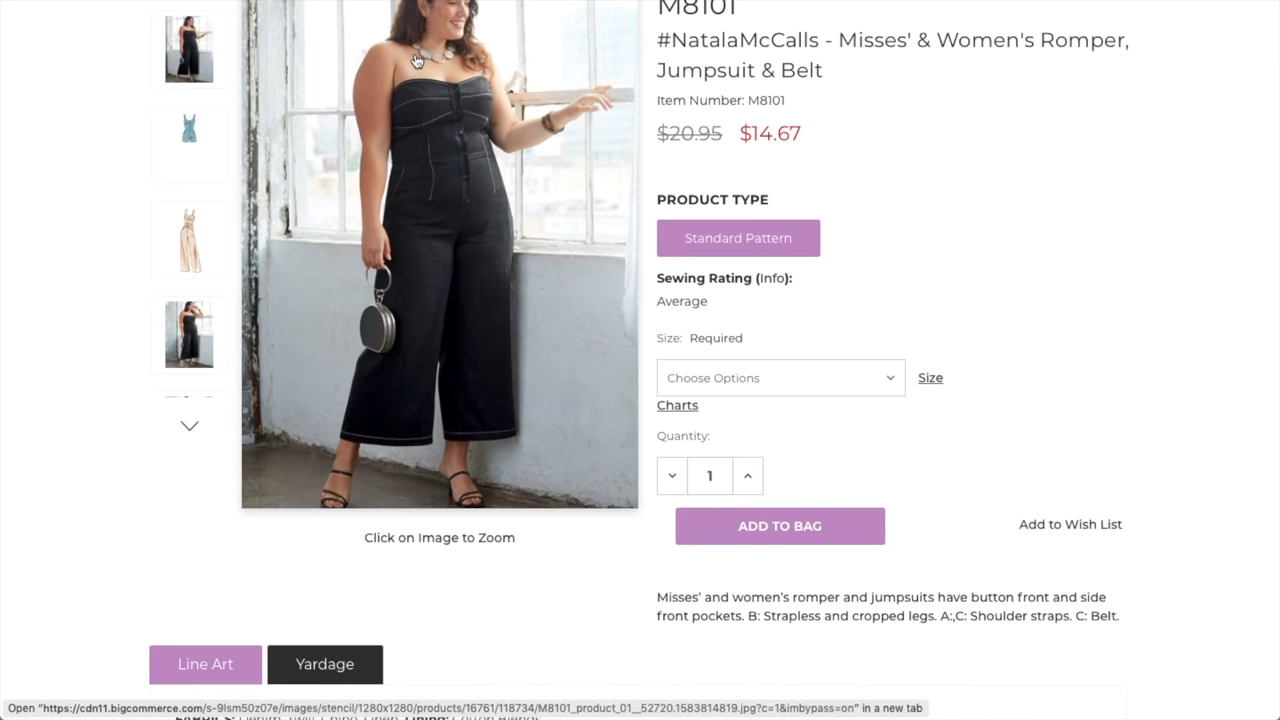 M8101
#NatalaMcCalls - Misses' & Women's Romper,
Jumpsuit & Belt
Item Number: M8101
$20.95 $14.67
PRODUCT TYPE
Standard Pattern
Sewing Rating (Info):
Average
Size: Required
Choose Options
Size
Charts
Quantity:
1
ADD TO BAG
Add to Wish List
Click on Image to Zoom
Misses' and women's romper and jumpsuits have button front and side
front pockets. B: Strapless and cropped legs. A:,C: Shoulder straps. C: Belt.
Line Art
Yardage
Open "https://cdn11.bigcommerce.com/s-9lsm50z07e/images/stencil/1280x1280/products/16761/118734/M8101_product_01__52720.1583814819.jpg?c=1&imbypass=on" in a new tab